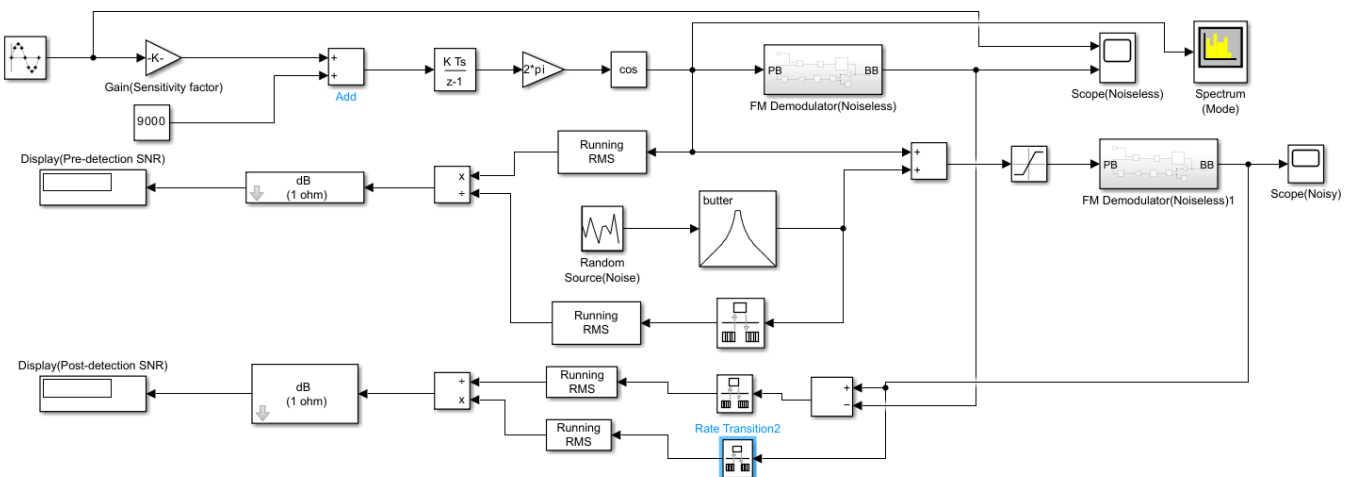 -K-
Gain(Sensitivity factor)
+
+
Add
K Ts
z-1
2*pi
cos
PB
BB
FM Demodulator(Noiseless)
Scope(Noiseless)
Spectrum
(Mode)
9000
Display(Pre-detection SNR)
dB
(1 ohm)
x
÷
Running
RMS
+
+
PB
BB
FM Demodulator(Noiseless)1
Scope(Noisy)
butter
Random
Source(Noise)
Running
RMS
Display(Post-detection SNR)
dB
(1 ohm)
÷
x
Running
RMS
Running
RMS
+
−
Rate Transition2